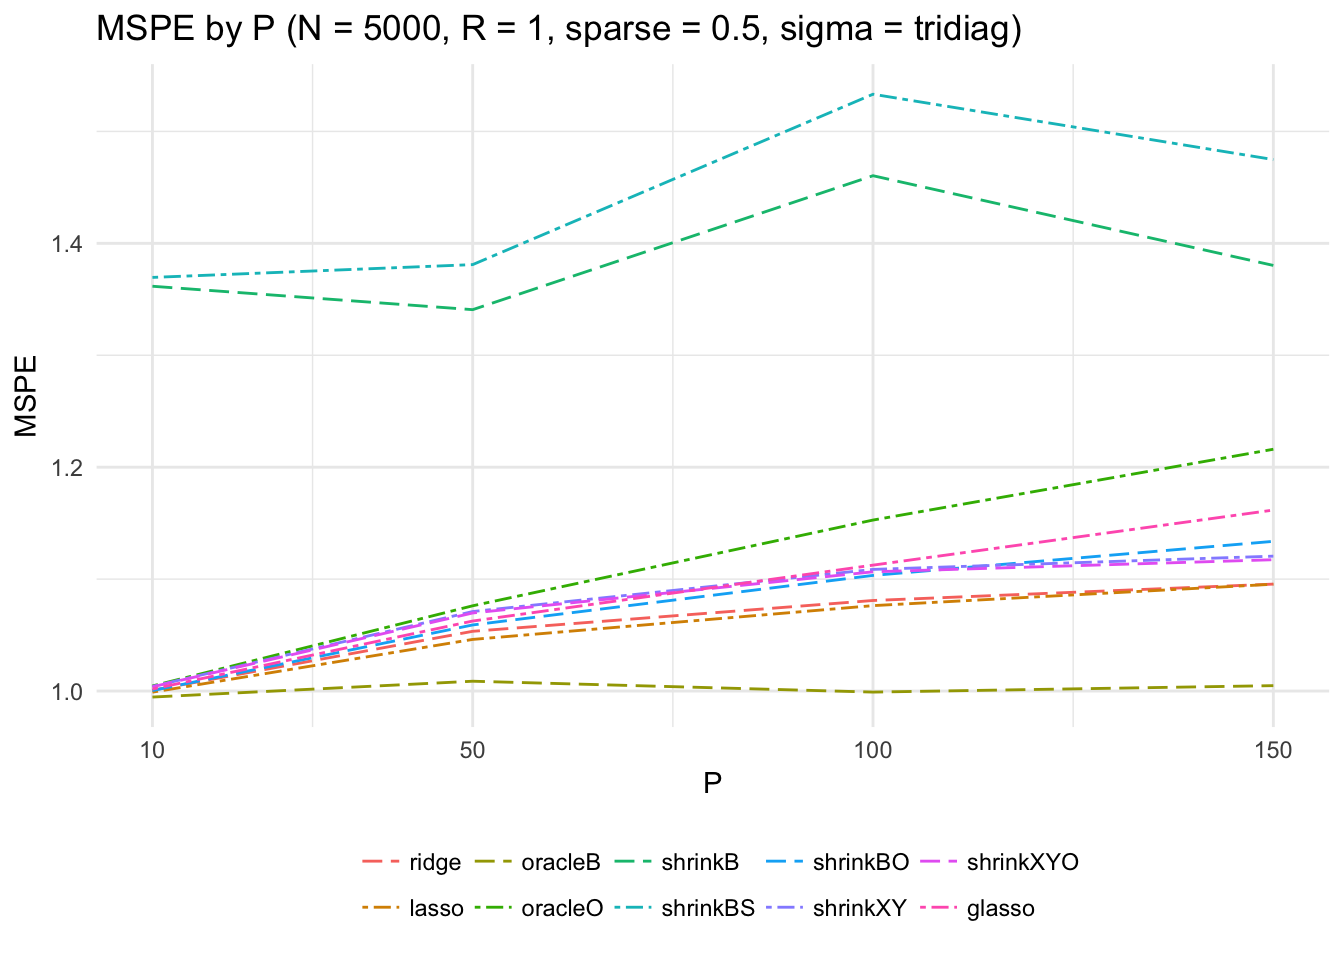 MSPE by P (N = 5000, R = 1, sparse = 0.5, sigma = tridiag)
MSPE
1.4
1.2
1.0
10 50 100 150
P
ridge oracleB shrinkB shrinkBO shrinkXYO
lasso oracleO shrinkBS shrinkXY glasso